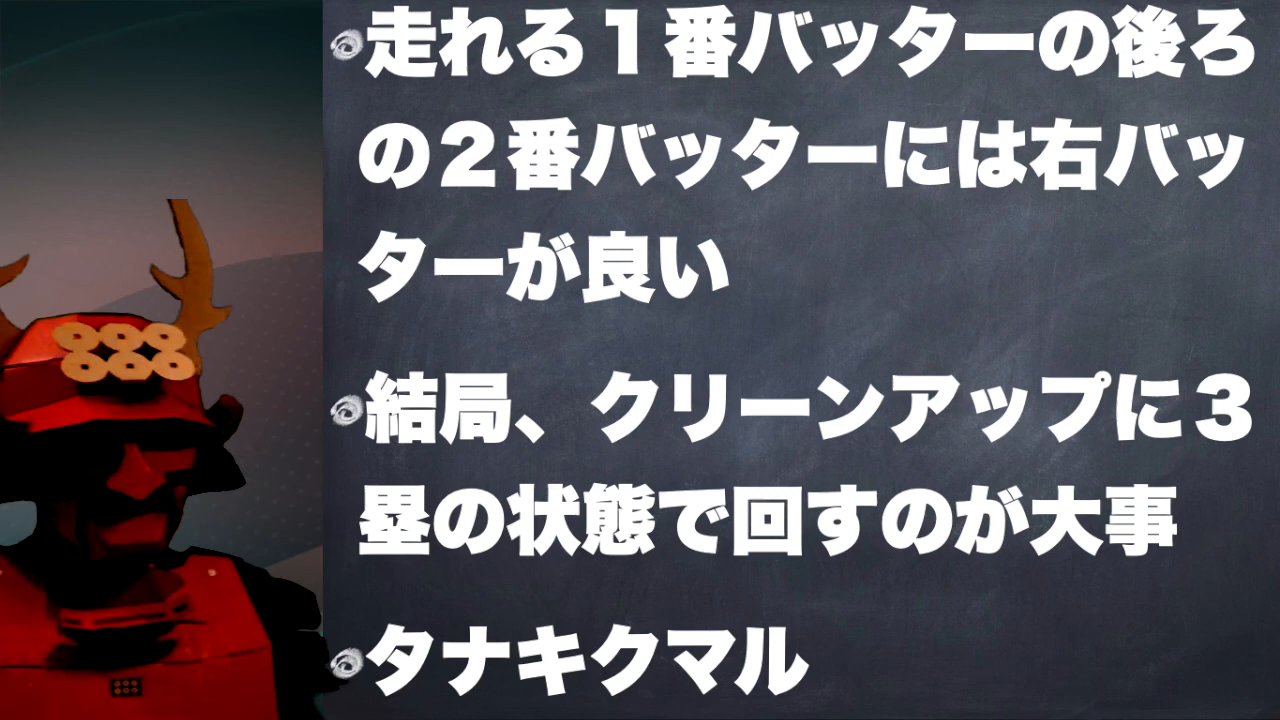 走れる１番バッターの後ろ
の２番バッターには右バッ
ターが良い
結局、クリーンアップに３
塁の状態で回すのが大事
タナキクマル